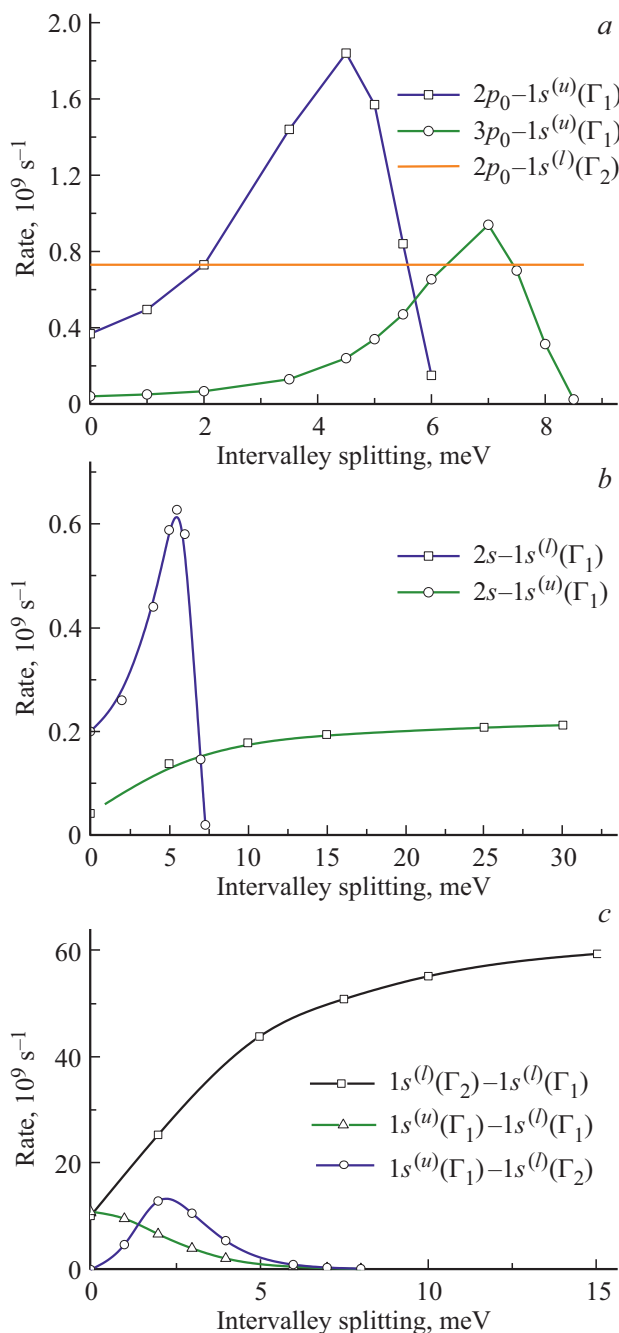 a
2.0
1.6
1.2
0.8
0.4
0
Rate, 10⁹ s⁻¹
2p₀–1s⁽ᵘ⁾(Γ₁)
3p₀–1s⁽ᵘ⁾(Γ₁)
2p₀–1s⁽ˡ⁾(Γ₂)
0 2 4 6 8
Intervalley splitting, meV
b
0.6
0.4
0.2
0
Rate, 10⁹ s⁻¹
2s–1s⁽ˡ⁾(Γ₁)
2s–1s⁽ᵘ⁾(Γ₁)
0 5 10 15 20 25 30
Intervalley splitting, meV
c
60
40
20
0
Rate, 10⁹ s⁻¹
1s⁽ˡ⁾(Γ₂)–1s⁽ˡ⁾(Γ₁)
1s⁽ᵘ⁾(Γ₁)–1s⁽ˡ⁾(Γ₁)
1s⁽ᵘ⁾(Γ₁)–1s⁽ˡ⁾(Γ₂)
0 5 10 15
Intervalley splitting, meV